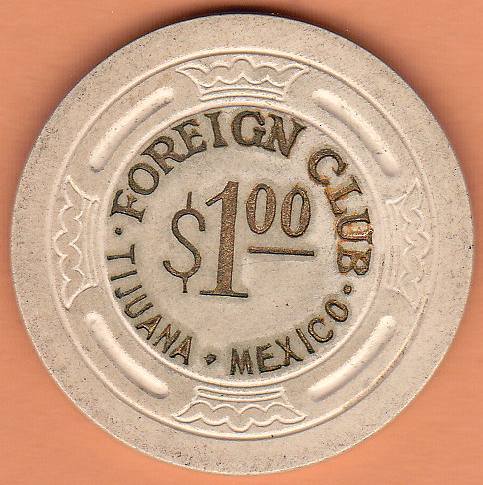 FOREIGN CLUB
$1.00
TIJUANA • MEXICO